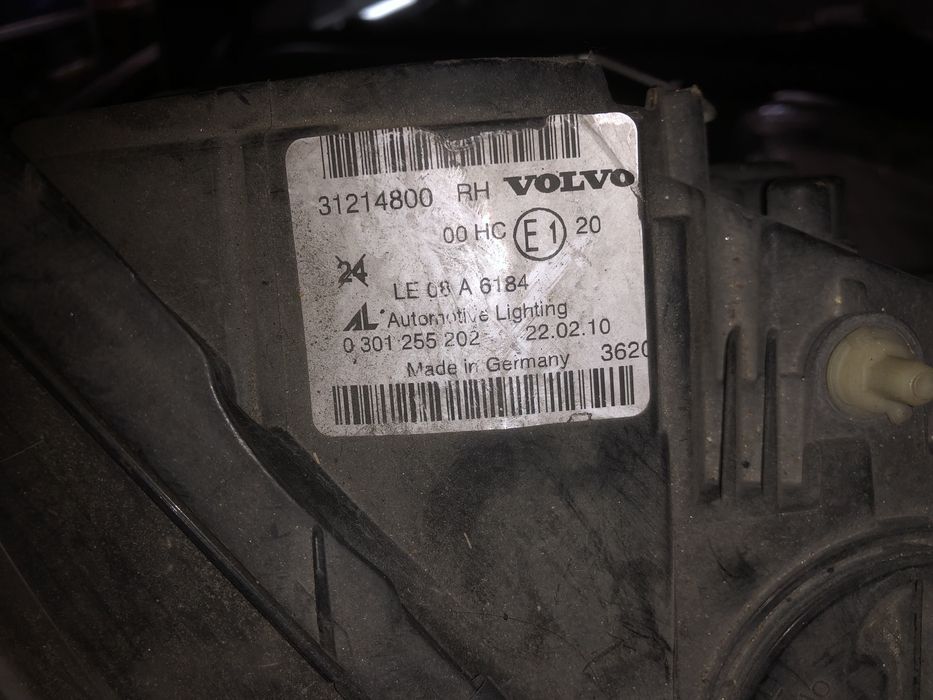 31214800 RH VOLVO
00 HC E1 20
24
LE 08 A 6184
AL Automotive Lighting
0 301 255 202 22.02.10
Made in Germany 3620